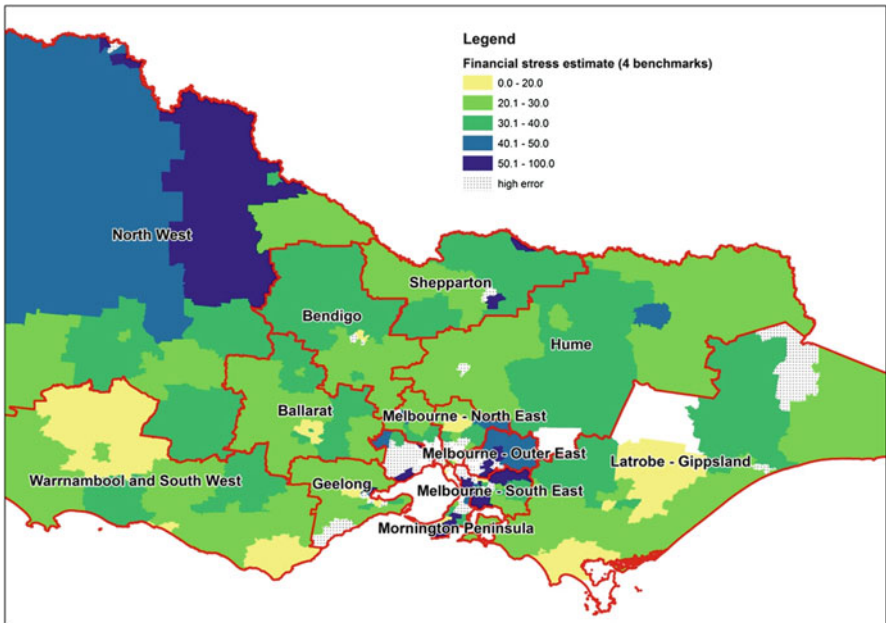 Legend
Financial stress estimate (4 benchmarks)
0.0 - 20.0
20.1 - 30.0
30.1 - 40.0
40.1 - 50.0
50.1 - 100.0
high error
North West
Shepparton
Bendigo
Hume
Ballarat
Melbourne - North East
Melbourne - Outer East
Latrobe - Gippsland
Warrnambool and South West
Geelong
Melbourne - South East
Mornington Peninsula